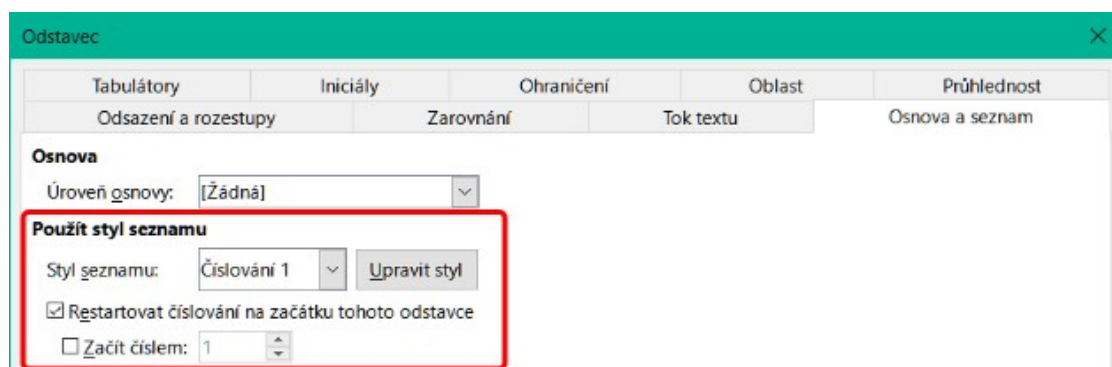 Odstavec
Tabulátory Iniciály Ohraničení Oblast Průhlednost
Odsazení a rozestupy Zarovnání Tok textu Osnova a seznam
Osnova
Úroveň osnovy: [Žádná]
Použít styl seznamu
Styl seznamu: Číslování 1 Upravit styl
Restartovat číslování na začátku tohoto odstavce
Začít číslem: 1